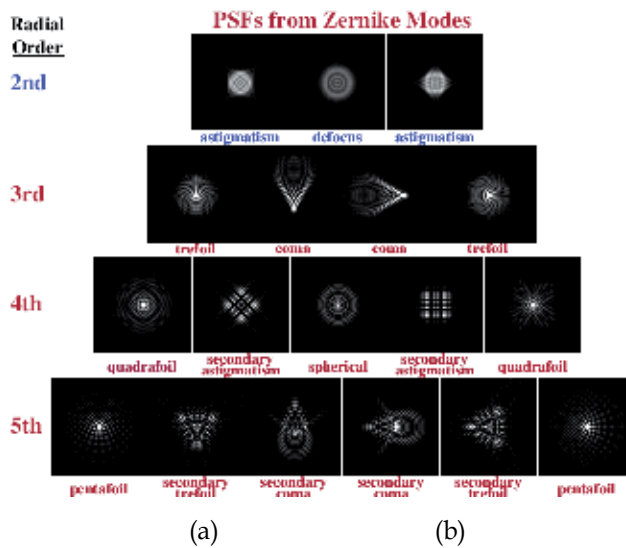 Radial
Order
PSFs from Zernike Modes
2nd
astigmatism defocus astigmatism
3rd
trefoil coma coma trefoil
4th
quadrafoil secondary astigmatism spherical secondary astigmatism quadrafoil
5th
pentafoil secondary trefoil secondary coma secondary coma secondary trefoil pentafoil
(a) (b)